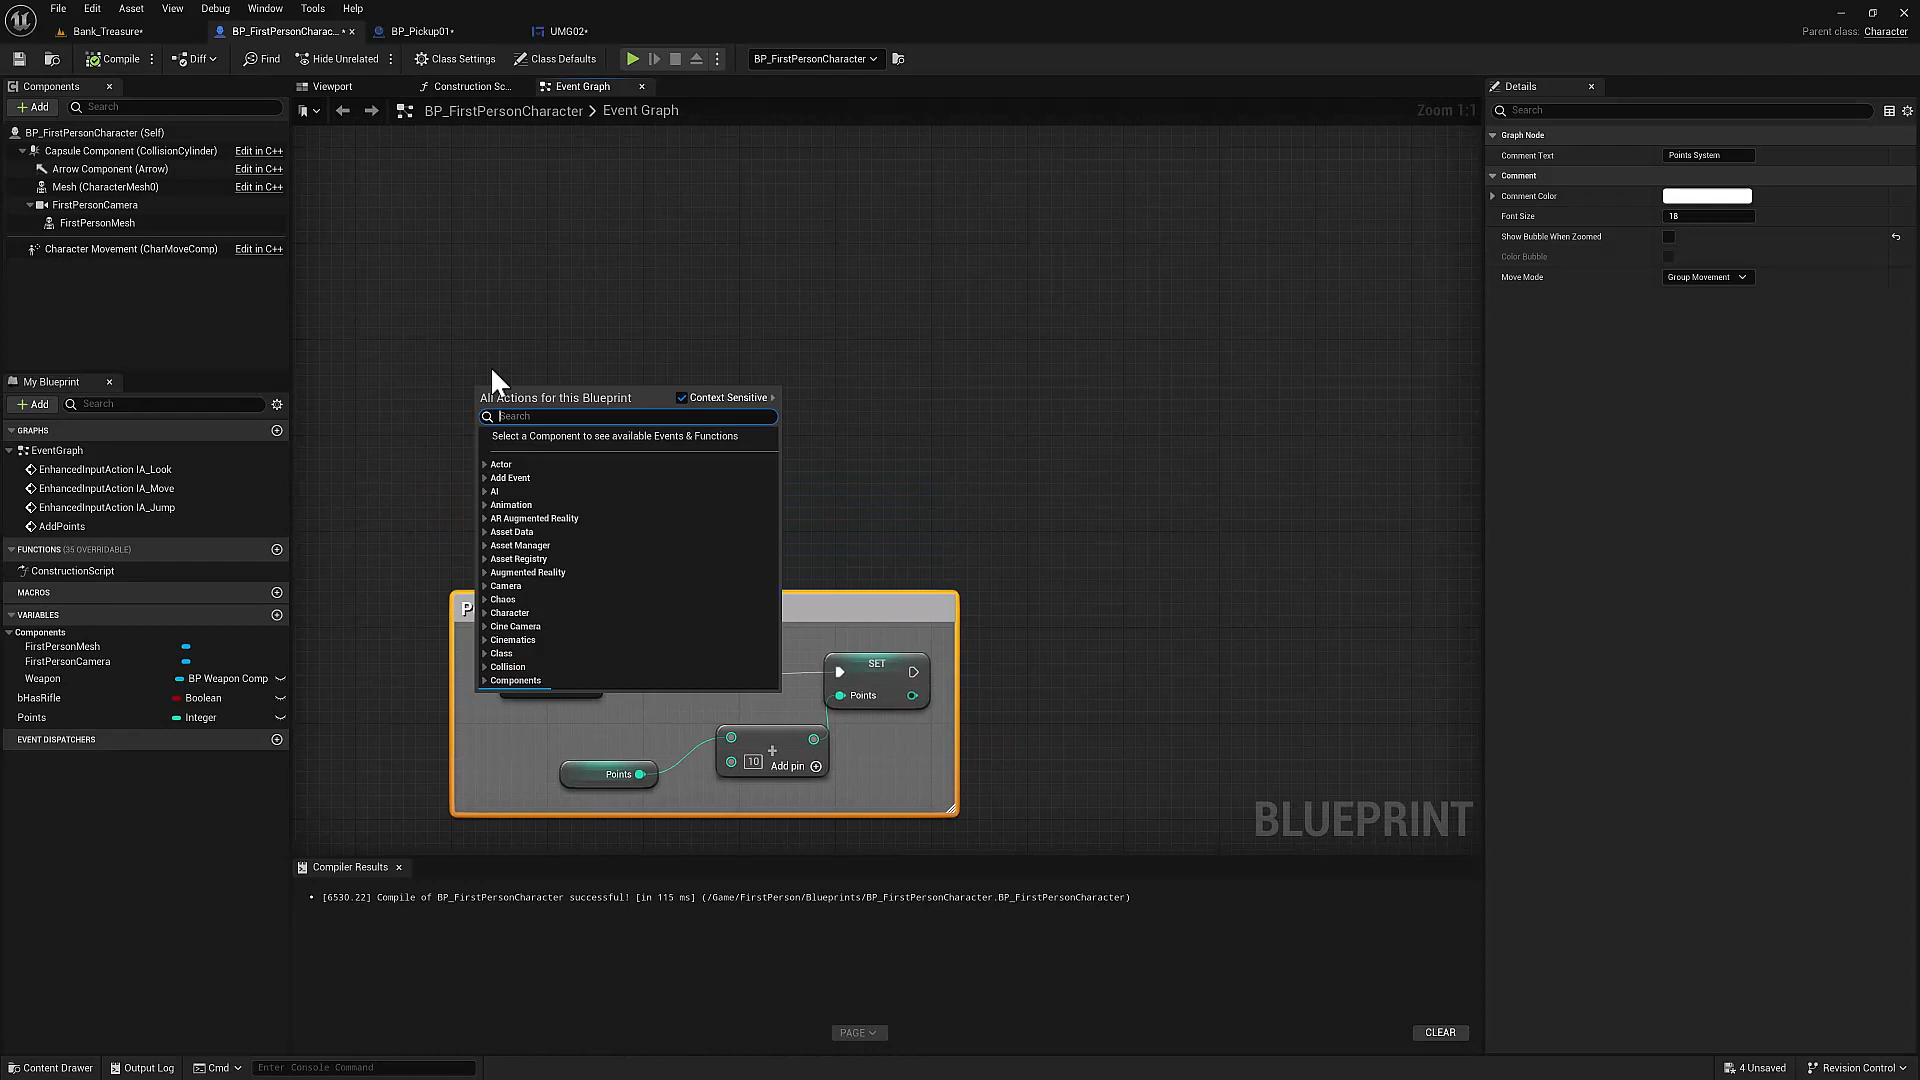 File Edit Asset View Debug Window Tools Help
Bank_Treasure* BP_FirstPersonCharac... * BP_Pickup01* UMG02*
Parent class: Character
Compile Diff Find Hide Unrelated Class Settings Class Defaults BP_FirstPersonCharacter
Components
Add Search
BP_FirstPersonCharacter (Self)
Capsule Component (CollisionCylinder) Edit in C++
Arrow Component (Arrow) Edit in C++
Mesh (CharacterMesh0) Edit in C++
FirstPersonCamera
FirstPersonMesh
Character Movement (CharMoveComp) Edit in C++
My Blueprint
Add Search
GRAPHS
EventGraph
EnhancedInputAction IA_Look
EnhancedInputAction IA_Move
EnhancedInputAction IA_Jump
AddPoints
FUNCTIONS (35 OVERRIDABLE)
ConstructionScript
MACROS
VARIABLES
Components
FirstPersonMesh
FirstPersonCamera
Weapon BP Weapon Comp
bHasRifle Boolean
Points Integer
EVENT DISPATCHERS
Viewport Construction Sc... Event Graph
BP_FirstPersonCharacter > Event Graph
Zoom 1:1
All Actions for this Blueprint Context Sensitive
Search
Select a Component to see available Events & Functions
Actor
Add Event
AI
Animation
AR Augmented Reality
Asset Data
Asset Manager
Asset Registry
Augmented Reality
Camera
Chaos
Character
Cine Camera
Cinematics
Class
Collision
Components
P
SET
Points
Points
10
Add pin
BLUEPRINT
Compiler Results
[6530.22] Compile of BP_FirstPersonCharacter successful! [in 115 ms] (/Game/FirstPerson/Blueprints/BP_FirstPersonCharacter.BP_FirstPersonCharacter)
PAGE
CLEAR
Details
Search
Graph Node
Comment Text Points System
Comment
Comment Color
Font Size 18
Show Bubble When Zoomed
Color Bubble
Move Mode Group Movement
Content Drawer Output Log Cmd Enter Console Command
4 Unsaved Revision Control